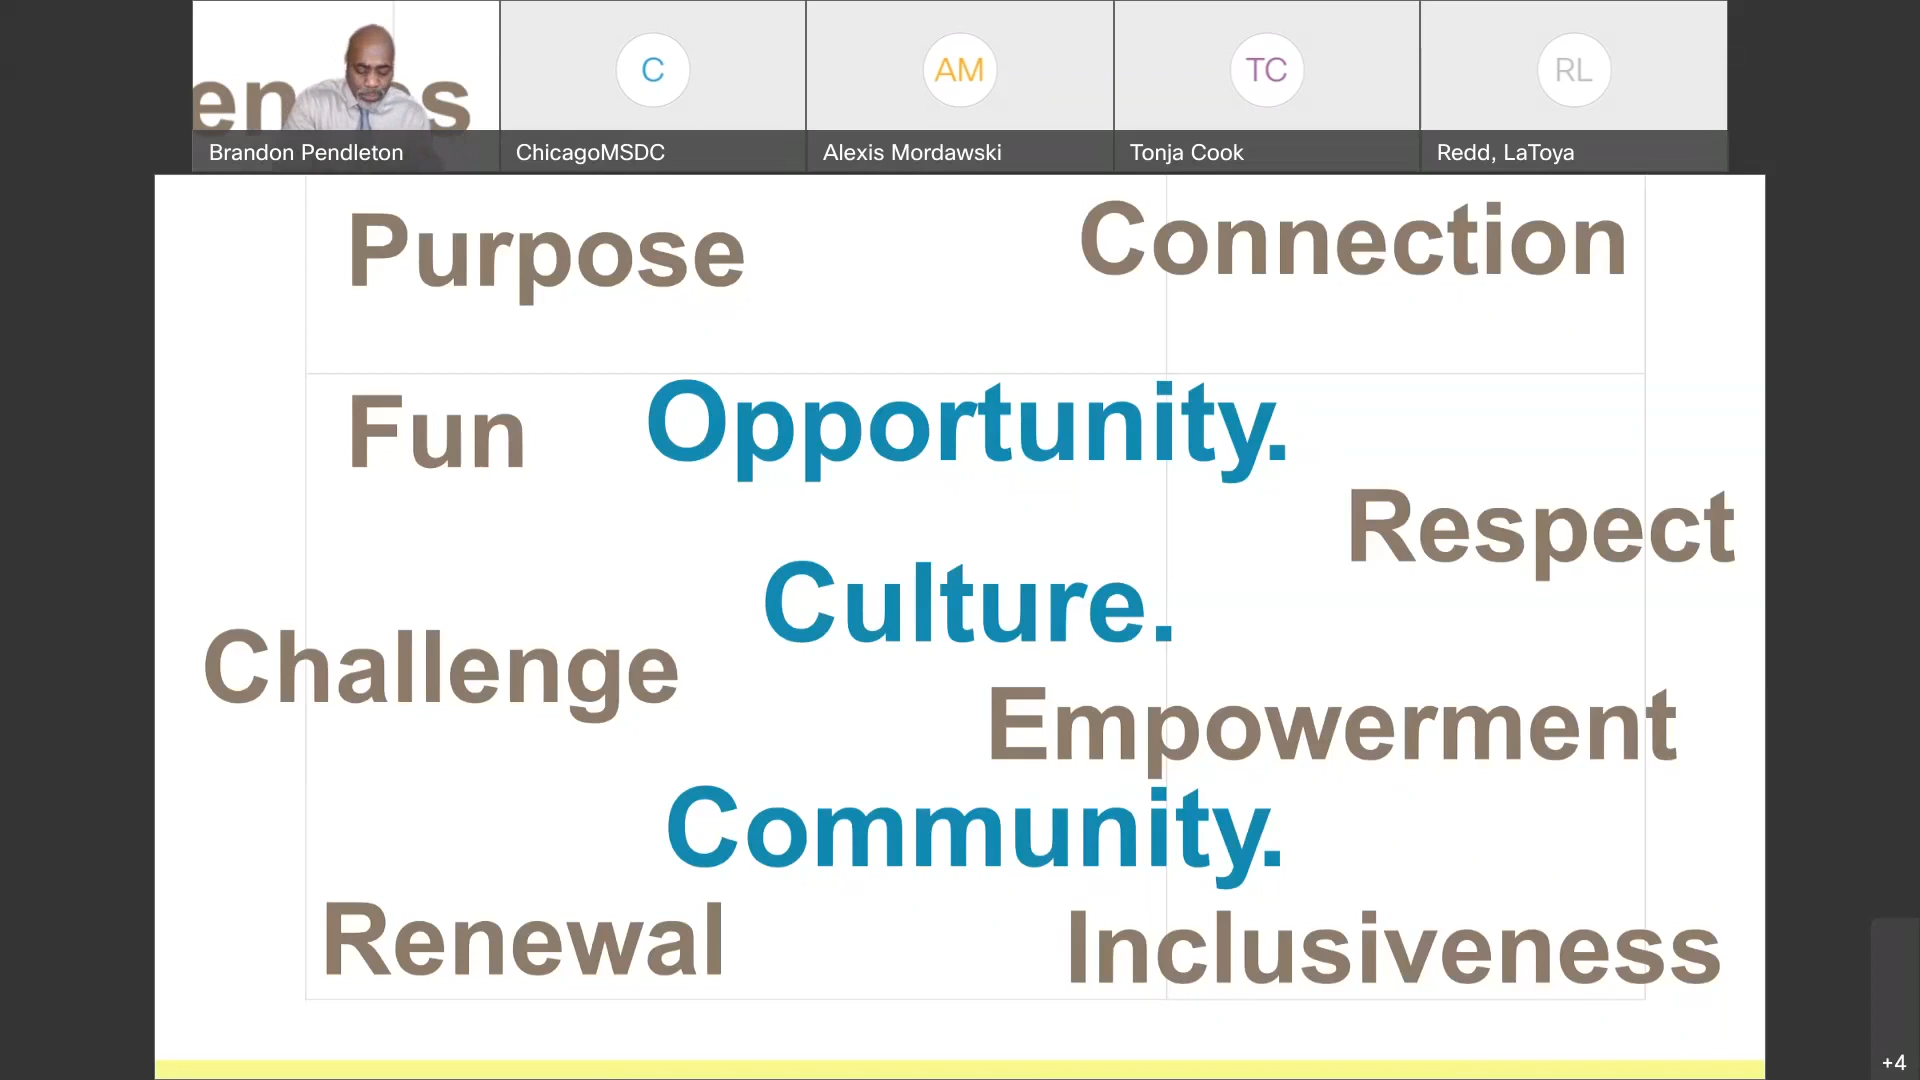 enss
C
AM
TC
RL
Brandon Pendleton
ChicagoMSDC
Alexis Mordawski
Tonja Cook
Redd, LaToya
Purpose
Connection
Fun
Opportunity.
Respect
Culture.
Challenge
Empowerment
Community.
Renewal
Inclusiveness
+4